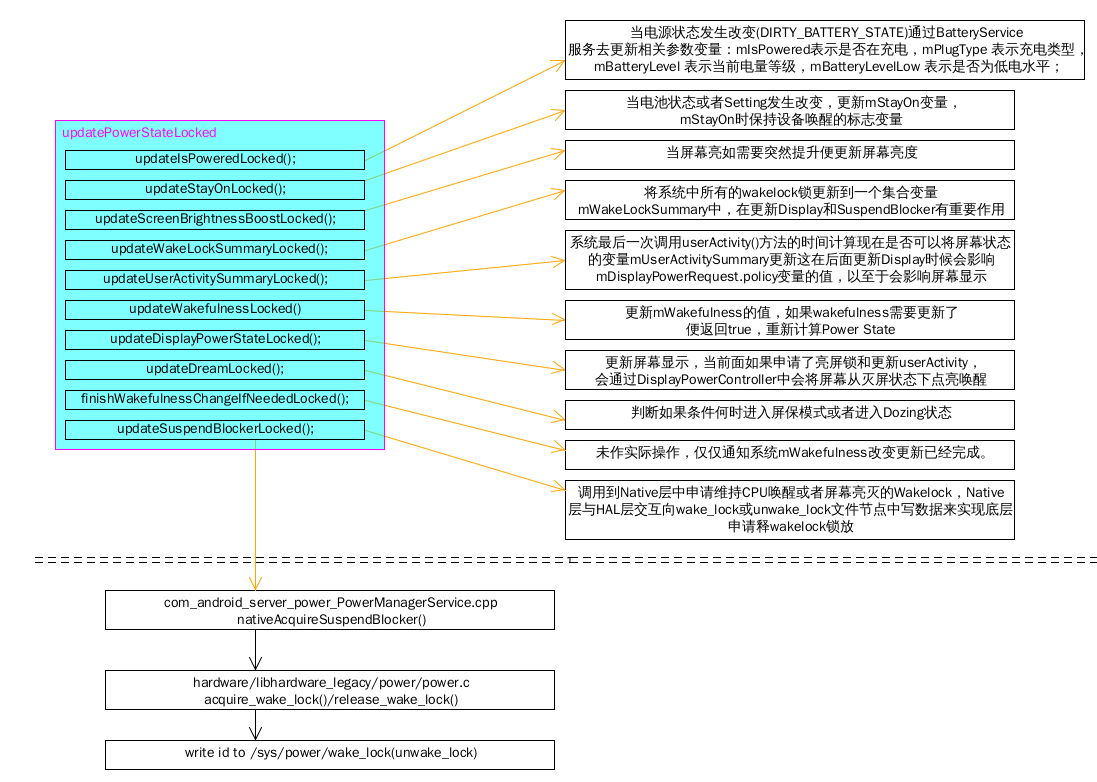 当电源状态发生改变(DIRTY_BATTERY_STATE)通过BatteryService
服务去更新相关参数变量：mIsPowered表示是否在充电，mPlugType 表示充电类型，
mBatteryLevel 表示当前电量等级，mBatteryLevelLow 表示是否为低电水平；
当电池状态或者Setting发生改变，更新mStayOn变量，
mStayOn时保持设备唤醒的标志变量
当屏幕亮如需要突然提升便更新屏幕亮度
将系统中所有的wakelock锁更新到一个集合变量
mWakeLockSummary中，在更新Display和SuspendBlocker有重要作用
系统最后一次调用userActivity()方法的时间计算现在是否可以将屏幕状态
的变量mUserActivitySummary更新这在后面更新Display时候会影响
mDisplayPowerRequest.policy变量的值，以至于会影响屏幕显示
更新mWakefulness的值，如果wakefulness需要更新了
便返回true，重新计算Power State
更新屏幕显示，当前面如果申请了亮屏锁和更新userActivity，
会通过DisplayPowerController中会将屏幕从灭屏状态下点亮唤醒
判断如果条件何时进入屏保模式或者进入Dozing状态
未作实际操作，仅仅通知系统mWakefulness改变更新已经完成。
调用到Native层中申请维持CPU唤醒或者屏幕亮灭的Wakelock，Native
层与HAL层交互向wake_lock或unwake_lock文件节点中写数据来实现底层
申请释wakelock锁放
updatePowerStateLocked
updateIsPoweredLocked();
updateStayOnLocked();
updateScreenBrightnessBoostLocked();
updateWakeLockSummaryLocked();
updateUserActivitySummaryLocked();
updateWakefulnessLocked()
updateDisplayPowerStateLocked();
updateDreamLocked();
finishWakefulnessChangeIfNeededLocked();
updateSuspendBlockerLocked();
com_android_server_power_PowerManagerService.cpp
nativeAcquireSuspendBlocker()
hardware/libhardware_legacy/power/power.c
acquire_wake_lock()/release_wake_lock()
write id to /sys/power/wake_lock(unwake_lock)